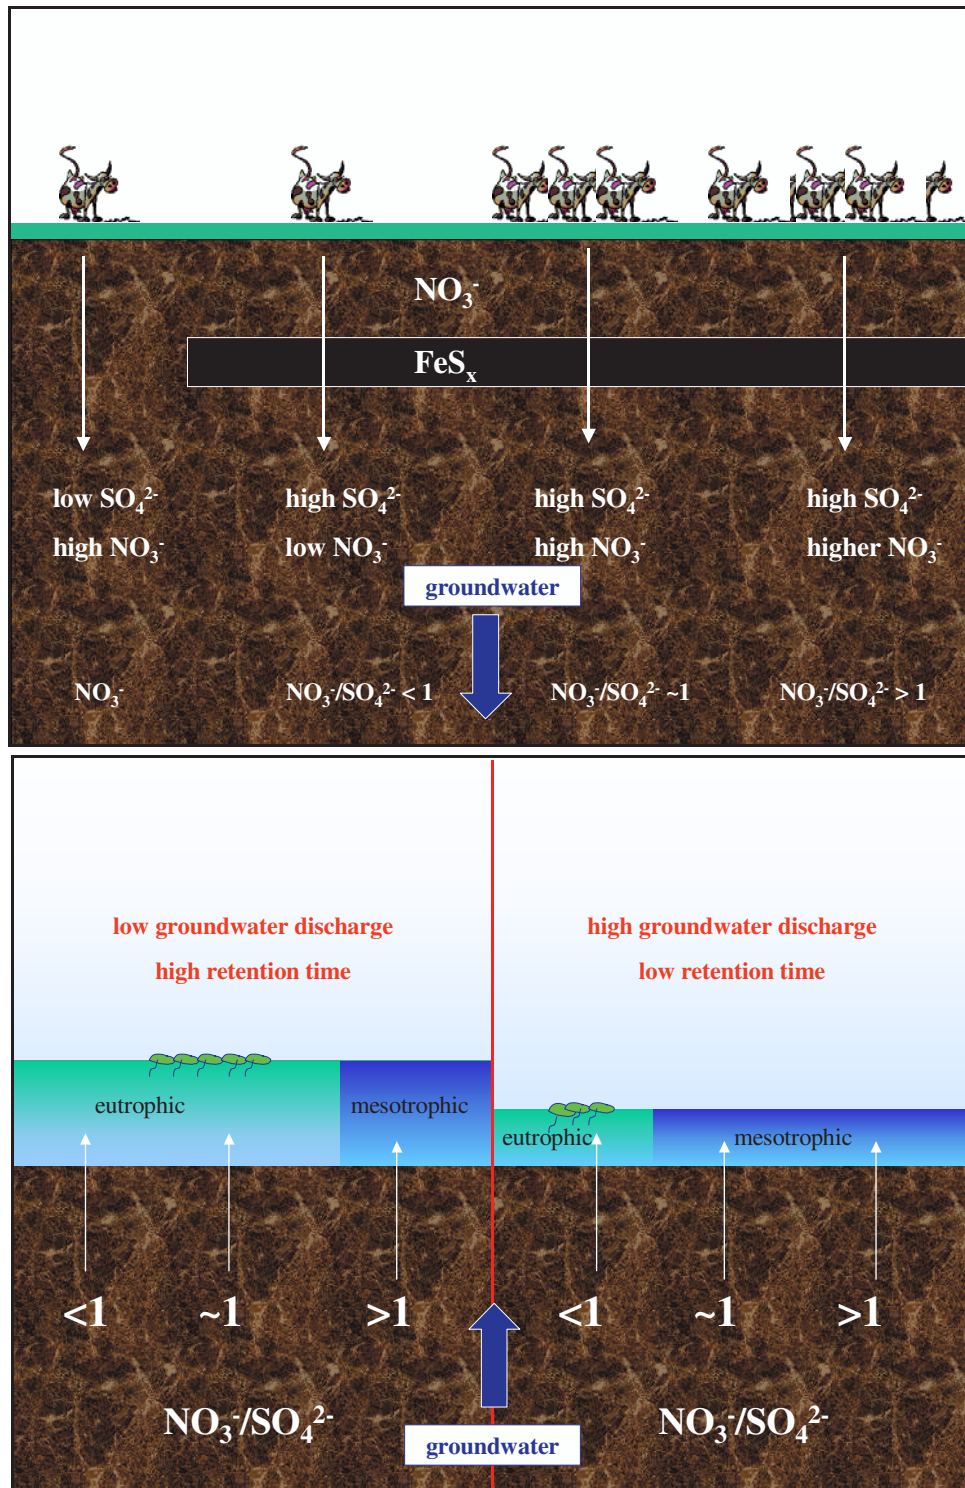 NO₃⁻
FeSₓ
low SO₄²⁻ high SO₄²⁻ high SO₄²⁻ high SO₄²⁻
high NO₃⁻ low NO₃⁻ high NO₃⁻ higher NO₃⁻
groundwater
NO₃⁻ NO₃⁻/SO₄²⁻ < 1 NO₃⁻/SO₄²⁻ ~1 NO₃⁻/SO₄²⁻ > 1
low groundwater discharge
high retention time
high groundwater discharge
low retention time
eutrophic mesotrophic
eutrophic mesotrophic
<1 ~1 >1 <1 ~1 >1
NO₃⁻/SO₄²⁻ NO₃⁻/SO₄²⁻
groundwater